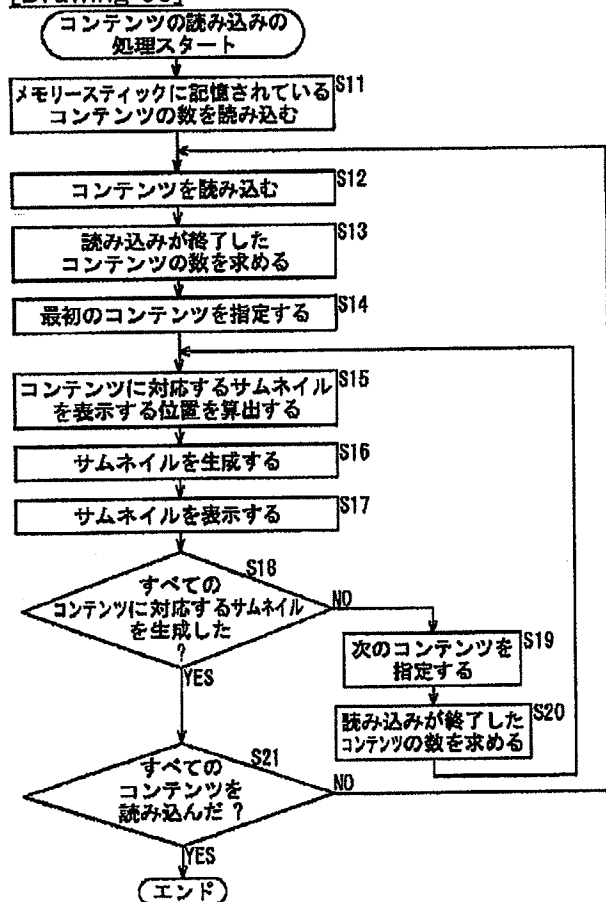 コンテンツの読み込みの
処理スタート
メモリースティックに記憶されている
コンテンツの数を読み込む
S11
コンテンツを読み込む
S12
読み込みが終了した
コンテンツの数を求める
S13
最初のコンテンツを指定する
S14
コンテンツに対応するサムネイル
を表示する位置を算出する
S15
サムネイルを生成する
S16
サムネイルを表示する
S17
S18
すべての
コンテンツに対応するサムネイル
を生成した
?
NO
YES
次のコンテンツを
指定する
S19
読み込みが終了した
コンテンツの数を求める
S20
S21
すべての
コンテンツを
読み込んだ ?
NO
YES
エンド